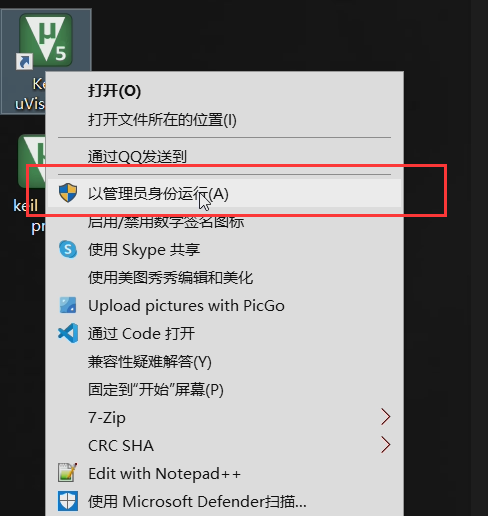 μ5
Ke
uVis
打开(O)
打开文件所在的位置(I)
通过QQ发送到
以管理员身份运行(A)
keil
pr
启用/禁用数字签名图标
使用 Skype 共享
使用美图秀秀编辑和美化
Upload pictures with PicGo
通过 Code 打开
兼容性疑难解答(Y)
固定到"开始"屏幕(P)
7-Zip
CRC SHA
Edit with Notepad++
使用 Microsoft Defender扫描...